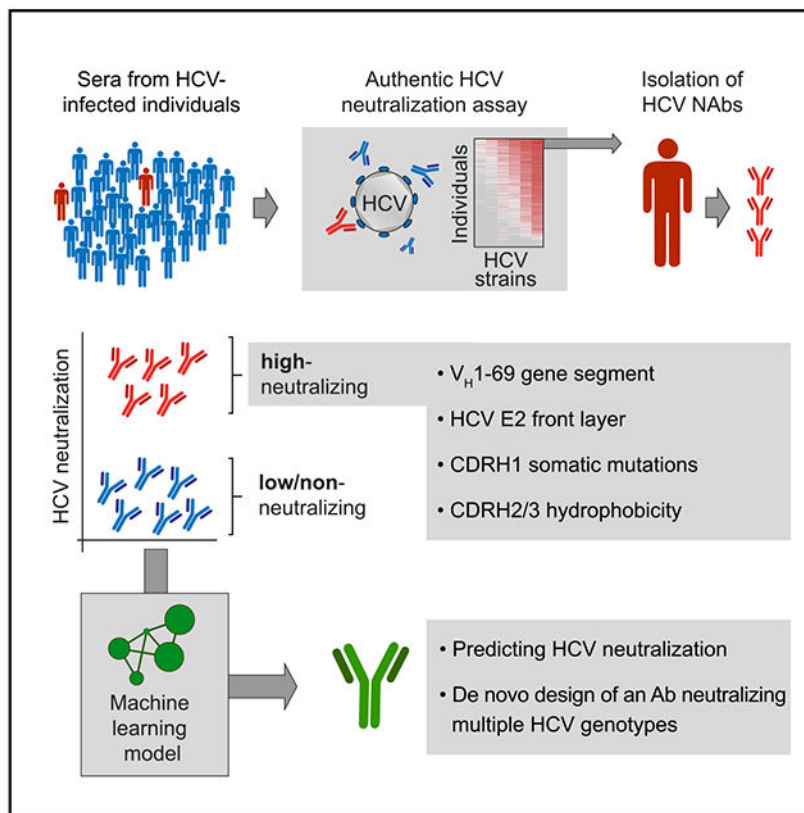 Sera from HCV-
infected individuals
Authentic HCV
neutralization assay
Isolation of
HCV NAbs
HCV
Individuals
HCV
strains
HCV neutralization
high-
neutralizing
low/non-
neutralizing
• VH1-69 gene segment
• HCV E2 front layer
• CDRH1 somatic mutations
• CDRH2/3 hydrophobicity
Machine
learning
model
• Predicting HCV neutralization
• De novo design of an Ab neutralizing
multiple HCV genotypes